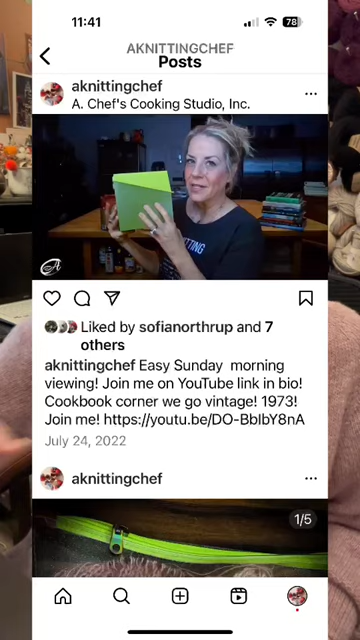 11:41
78
AKNITTINGCHEF
Posts
aknittingchef
A. Chef's Cooking Studio, Inc.
Liked by sofianorthrup and 7
others
aknittingchef Easy Sunday morning
viewing! Join me on YouTube link in bio!
Cookbook corner we go vintage! 1973!
Join me! https://youtu.be/DO-BbIbY8nA
July 24, 2022
aknittingchef
1/5